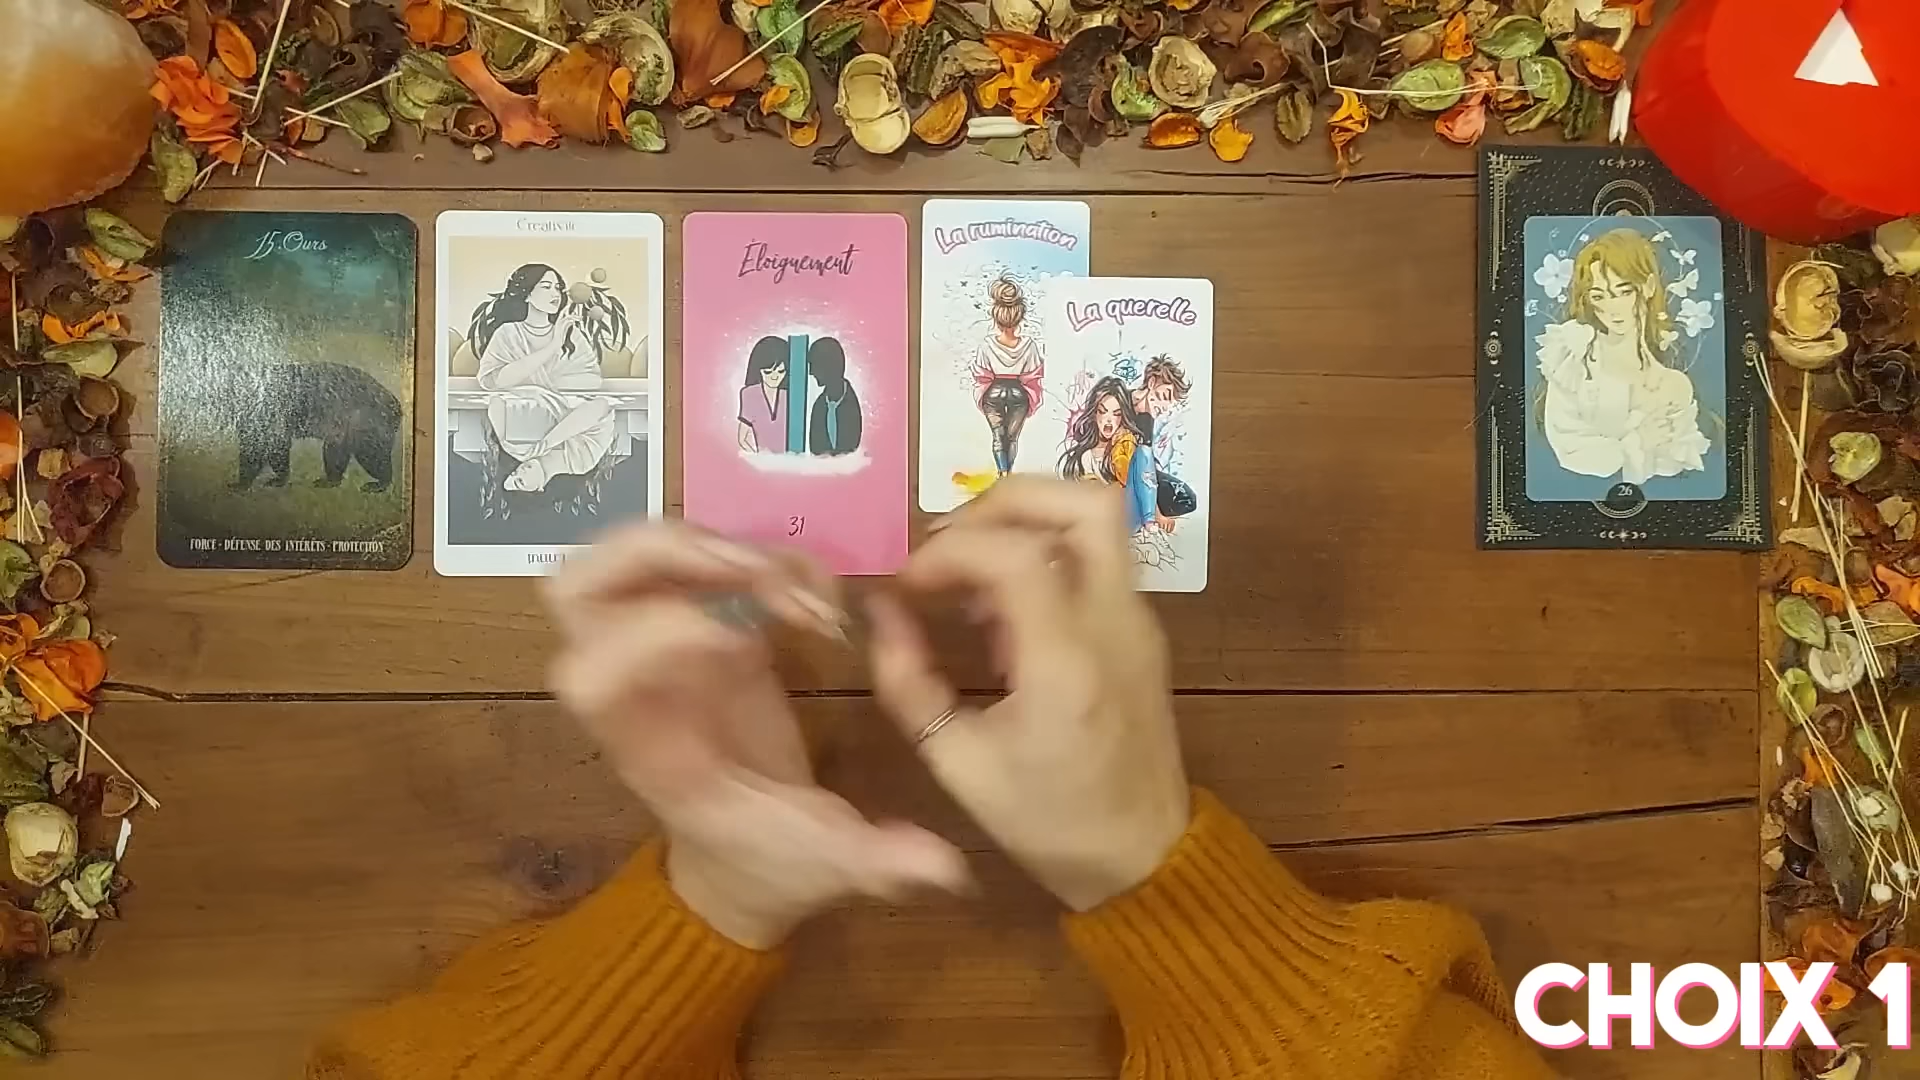 15. Ours
FORCE - DÉFENSE DES INTÉRÊTS - PROTECTION
Créativité
Éloignement
31
La rumination
La querelle
26
CHOIX 1